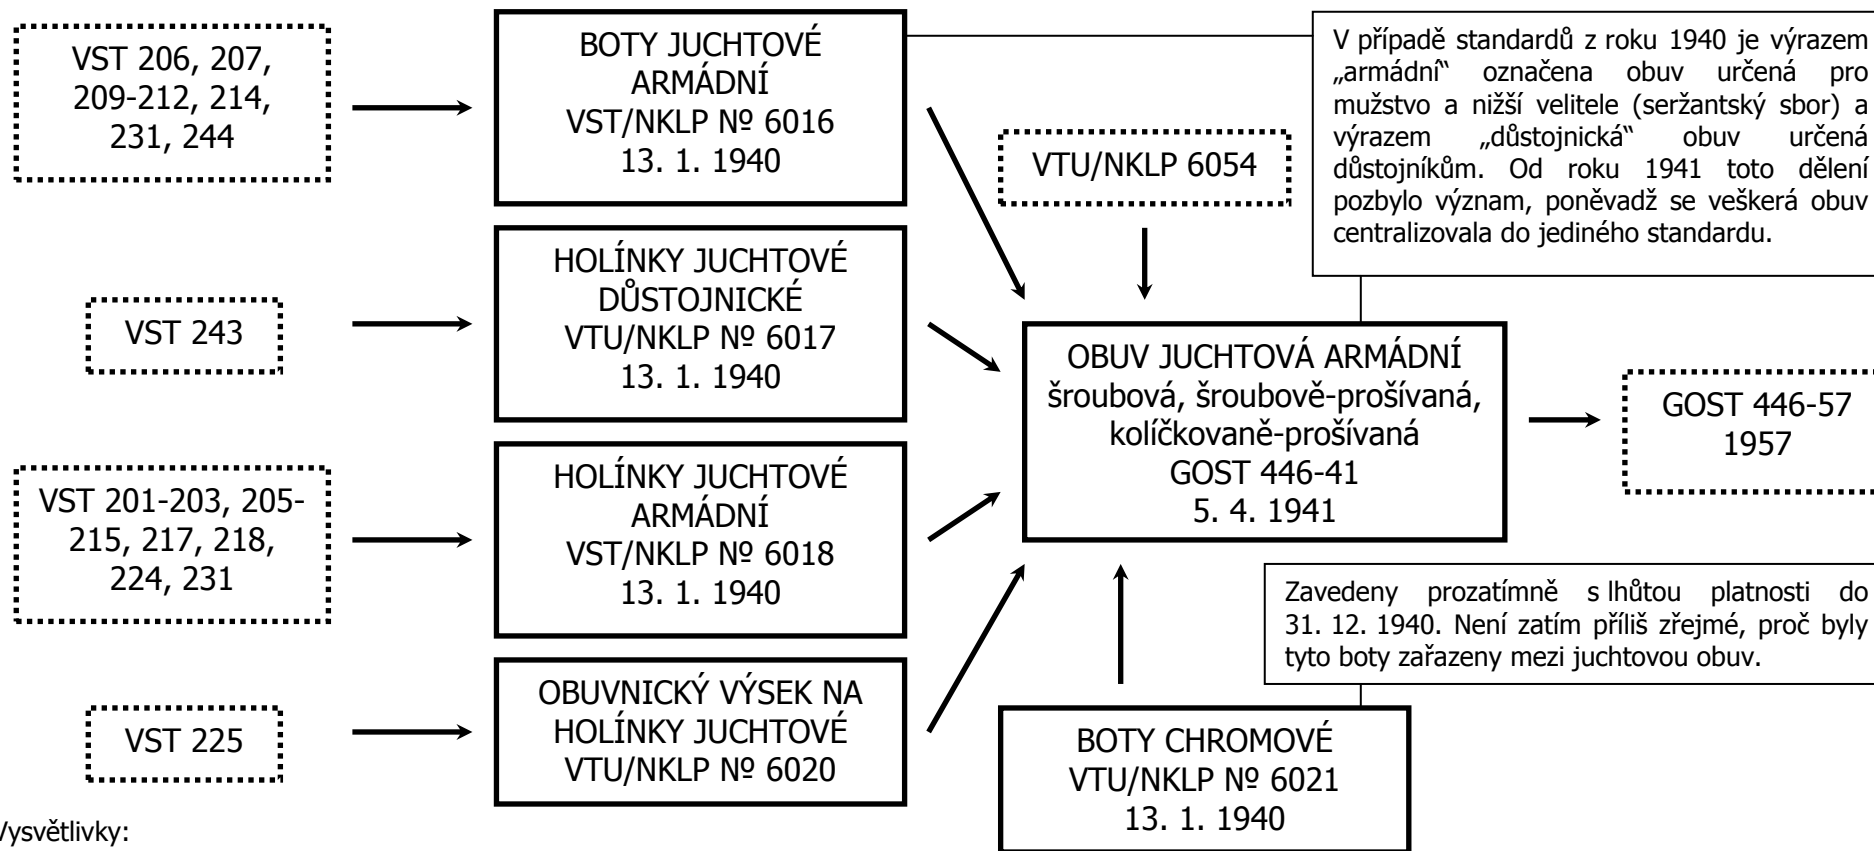 VST 206, 207,
209-212, 214,
231, 244
BOTY JUCHTOVÉ
ARMÁDNÍ
VST/NKLP № 6016
13. 1. 1940
VTU/NKLP 6054
V případě standardů z roku 1940 je výrazem
„armádní“ označena obuv určená pro
mužstvo a nižší velitele (seržantský sbor) a
výrazem „důstojnická“ obuv určená
důstojníkům. Od roku 1941 toto dělení
pozbylo význam, poněvadž se veškerá obuv
centralizovala do jediného standardu.
VST 243
HOLÍNKY JUCHTOVÉ
DŮSTOJNICKÉ
VTU/NKLP № 6017
13. 1. 1940
OBUV JUCHTOVÁ ARMÁDNÍ
šroubová, šroubově-prošívaná,
kolíčkovaně-prošívaná
GOST 446-41
5. 4. 1941
GOST 446-57
1957
VST 201-203, 205-
215, 217, 218,
224, 231
HOLÍNKY JUCHTOVÉ
ARMÁDNÍ
VST/NKLP № 6018
13. 1. 1940
Zavedeny prozatímně s lhůtou platnosti do
31. 12. 1940. Není zatím příliš zřejmé, proč byly
tyto boty zařazeny mezi juchtovou obuv.
VST 225
OBUVNICKÝ VÝSEK NA
HOLÍNKY JUCHTOVÉ
VTU/NKLP № 6020
BOTY CHROMOVÉ
VTU/NKLP № 6021
13. 1. 1940
Vysvětlivky: